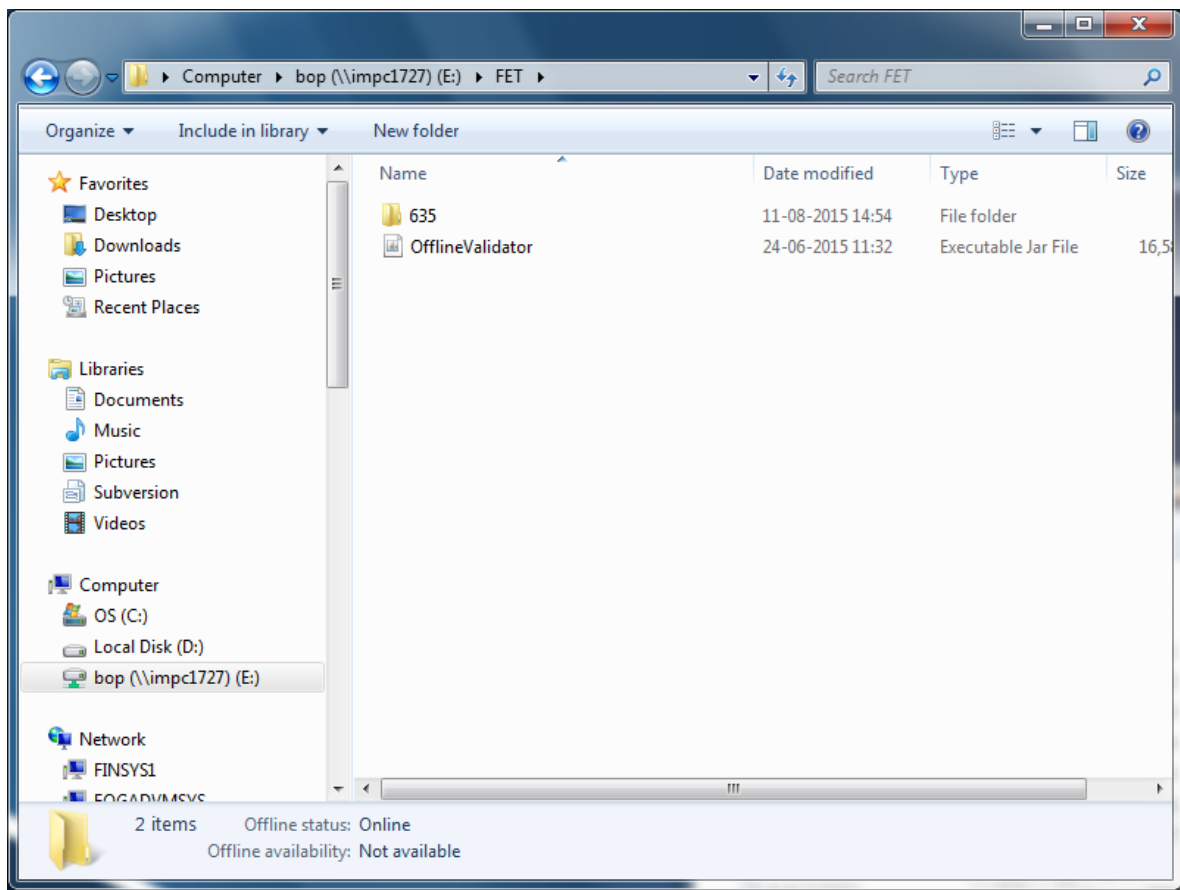 Computer bop (\\impc1727) (E:) FET
Search FET
Organize Include in library New folder
Name Date modified Type Size
635 11-08-2015 14:54 File folder
OfflineValidator 24-06-2015 11:32 Executable Jar File 16,5
Favorites
Desktop
Downloads
Pictures
Recent Places
Libraries
Documents
Music
Pictures
Subversion
Videos
Computer
OS (C:)
Local Disk (D:)
bop (\\impc1727) (E:)
Network
FINSYS1
2 items Offline status: Online
Offline availability: Not available